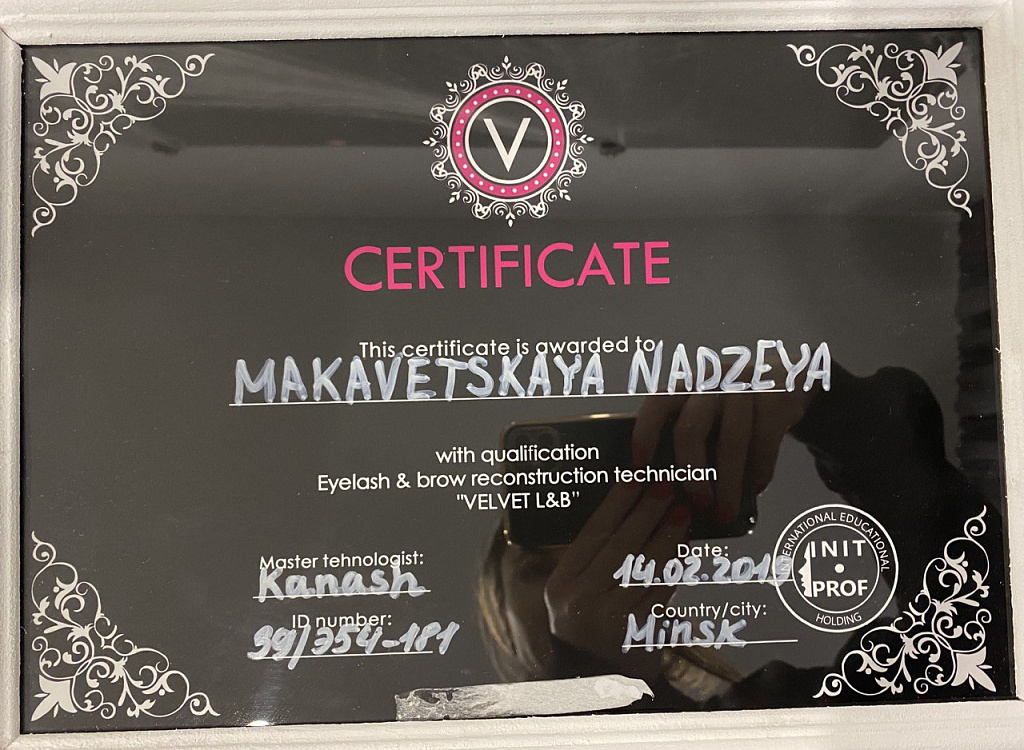 V
CERTIFICATE
This certificate is awarded to
MAKAVETSKAYA NADZEYA
with qualification
Eyelash & brow reconstruction technician
"VELVET L&B"
Master tehnologist:
Kanash
ID number:
Date:
Country/city:
Minsk
INTERNATIONAL EDUCATIONAL
INIT
PROF
HOLDING